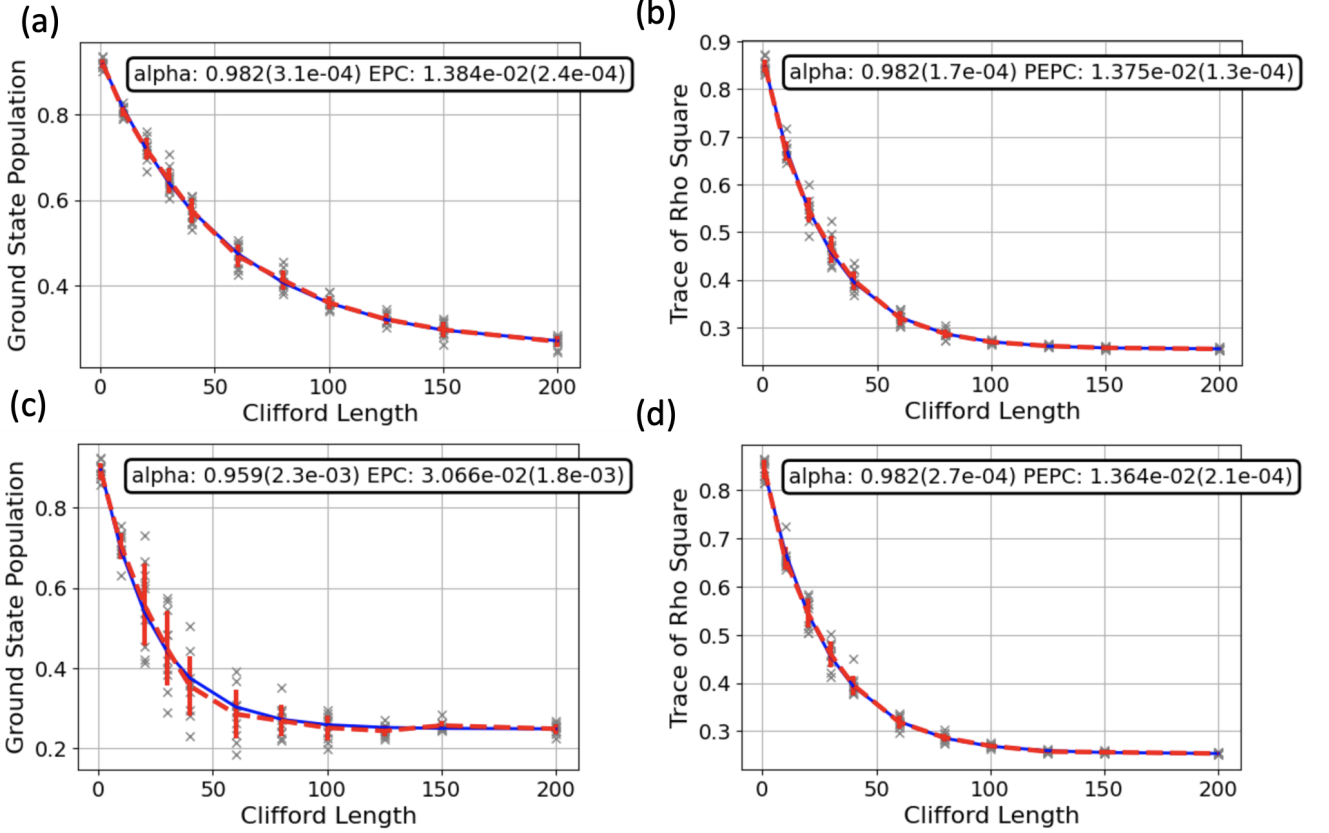 (a)
alpha: 0.982(3.1e-04) EPC: 1.384e-02(2.4e-04)
Ground State Population
0.8
0.6
0.4
0 50 100 150 200
Clifford Length
(b)
alpha: 0.982(1.7e-04) PEPC: 1.375e-02(1.3e-04)
Trace of Rho Square
0.9
0.8
0.7
0.6
0.5
0.4
0.3
0 50 100 150 200
Clifford Length
(c)
alpha: 0.959(2.3e-03) EPC: 3.066e-02(1.8e-03)
Ground State Population
0.8
0.6
0.4
0.2
0 50 100 150 200
Clifford Length
(d)
alpha: 0.982(2.7e-04) PEPC: 1.364e-02(2.1e-04)
Trace of Rho Square
0.8
0.7
0.6
0.5
0.4
0.3
0 50 100 150 200
Clifford Length